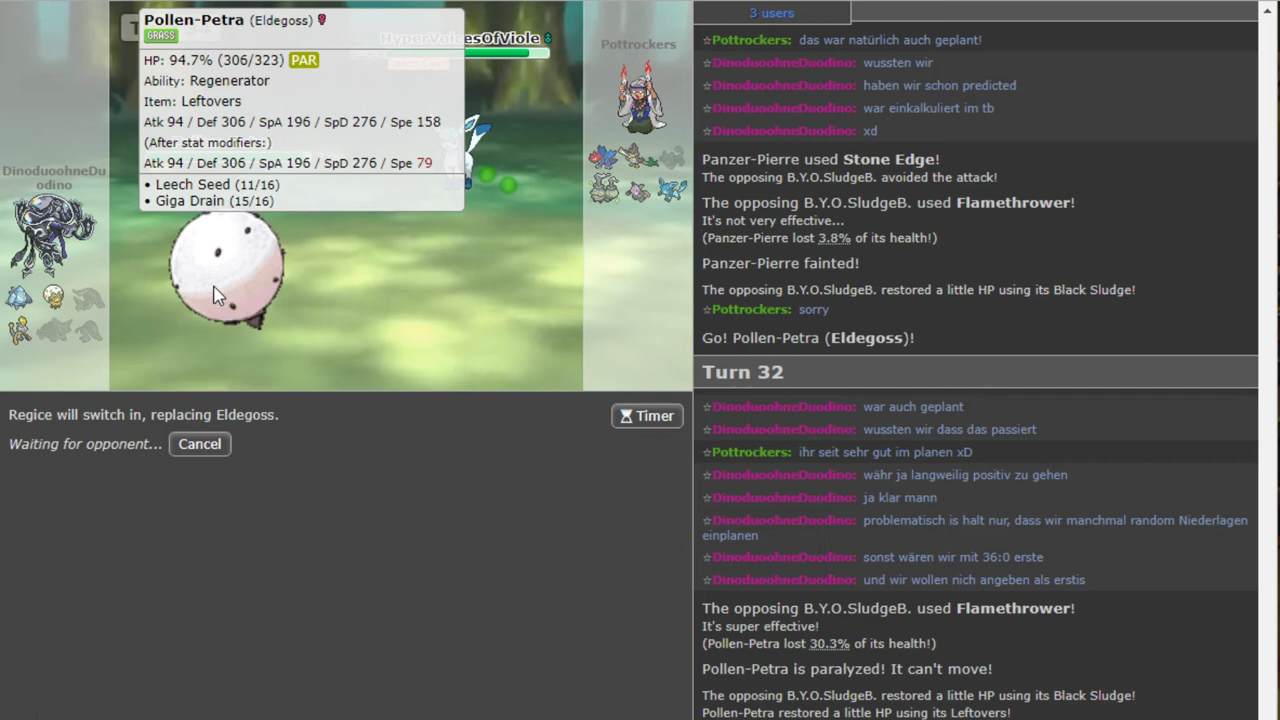 Pollen-Petra (Eldegoss)
GRASS
HP: 94.7% (306/323) PAR
Ability: Regenerator
Item: Leftovers
Atk 94 / Def 306 / SpA 196 / SpD 276 / Spe 158
(After stat modifiers:)
Atk 94 / Def 306 / SpA 196 / SpD 276 / Spe 79
• Leech Seed (11/16)
• Giga Drain (15/16)
HyperVoicesOfViole
Pottrockers
DinoduoohneDu
odino
Regice will switch in, replacing Eldegoss.
Timer
Waiting for opponent... Cancel
3 users
☆Pottrockers: das war natürlich auch geplant!
☆DinoduoohneDuodino: wussten wir
☆DinoduoohneDuodino: haben wir schon predicted
☆DinoduoohneDuodino: war einkalkuliert im tb
☆DinoduoohneDuodino: xd
Panzer-Pierre used Stone Edge!
The opposing B.Y.O.SludgeB. avoided the attack!
The opposing B.Y.O.SludgeB. used Flamethrower!
It's not very effective...
(Panzer-Pierre lost 3.8% of its health!)
Panzer-Pierre fainted!
The opposing B.Y.O.SludgeB. restored a little HP using its Black Sludge!
☆Pottrockers: sorry
Go! Pollen-Petra (Eldegoss)!
Turn 32
☆DinoduoohneDuodino: war auch geplant
☆DinoduoohneDuodino: wussten wir dass das passiert
☆Pottrockers: ihr seit sehr gut im planen xD
☆DinoduoohneDuodino: währ ja langweilig positiv zu gehen
☆DinoduoohneDuodino: ja klar mann
☆DinoduoohneDuodino: problematisch is halt nur, dass wir manchmal random Niederlagen
einplanen
☆DinoduoohneDuodino: sonst wären wir mit 36:0 erste
☆DinoduoohneDuodino: und wir wollen nich angeben als erstis
The opposing B.Y.O.SludgeB. used Flamethrower!
It's super effective!
(Pollen-Petra lost 30.3% of its health!)
Pollen-Petra is paralyzed! It can't move!
The opposing B.Y.O.SludgeB. restored a little HP using its Black Sludge!
Pollen-Petra restored a little HP using its Leftovers!